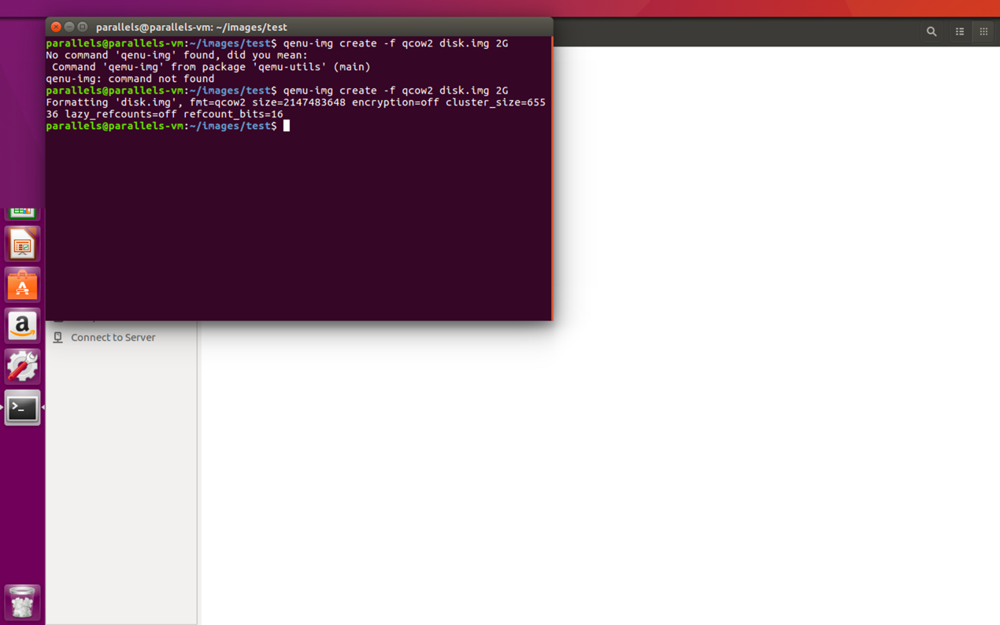 parallels@parallels-vm: ~/images/test
parallels@parallels-vm:~/images/test$ qenu-img create -f qcow2 disk.img 2G
No command 'qenu-img' found, did you mean:
 Command 'qemu-img' from package 'qemu-utils' (main)
qenu-img: command not found
parallels@parallels-vm:~/images/test$ qemu-img create -f qcow2 disk.img 2G
Formatting 'disk.img', fmt=qcow2 size=2147483648 encryption=off cluster_size=655
36 lazy_refcounts=off refcount_bits=16
parallels@parallels-vm:~/images/test$
Connect to Server